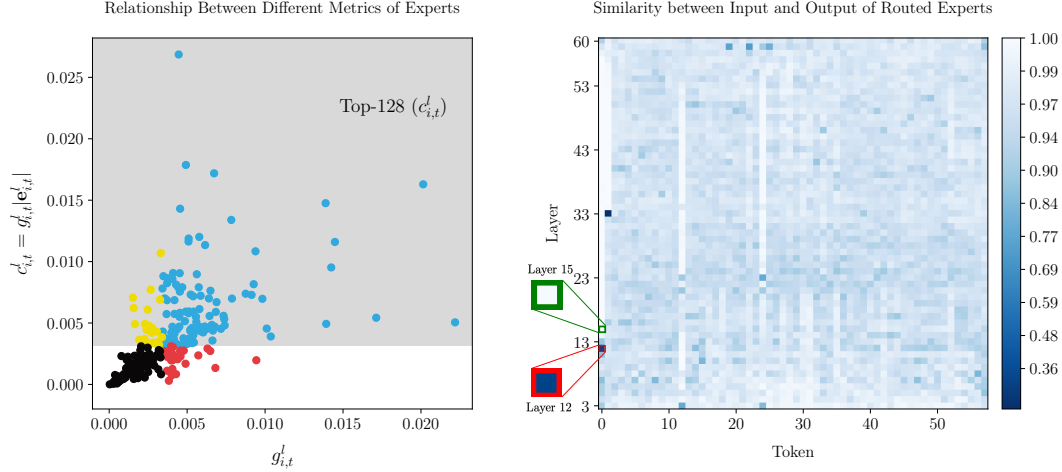 Relationship Between Different Metrics of Experts
0.025
0.020
0.015
0.010
0.005
0.000
c^l_{i,t} = g^l_{i,t}|e^l_{i,t}|
Top-128 (c^l_{i,t})
0.000 0.005 0.010 0.015 0.020
g^l_{i,t}
Similarity between Input and Output of Routed Experts
60
53
43
33
23
13
3
Layer
Layer 15
Layer 12
0 10 20 30 40 50
Token
1.00
0.99
0.97
0.94
0.90
0.84
0.77
0.69
0.59
0.48
0.36